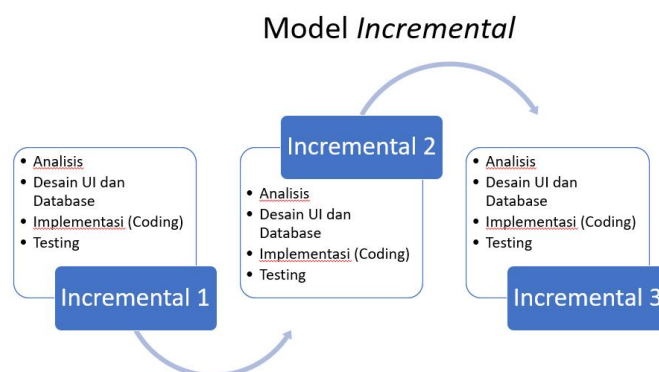 Model Incremental
• Analisis
• Desain UI dan
Database
• Implementasi (Coding)
• Testing
Incremental 1
Incremental 2
• Analisis
• Desain UI dan
Database
• Implementasi (Coding)
• Testing
• Analisis
• Desain UI dan
Database
• Implementasi (Coding)
• Testing
Incremental 3